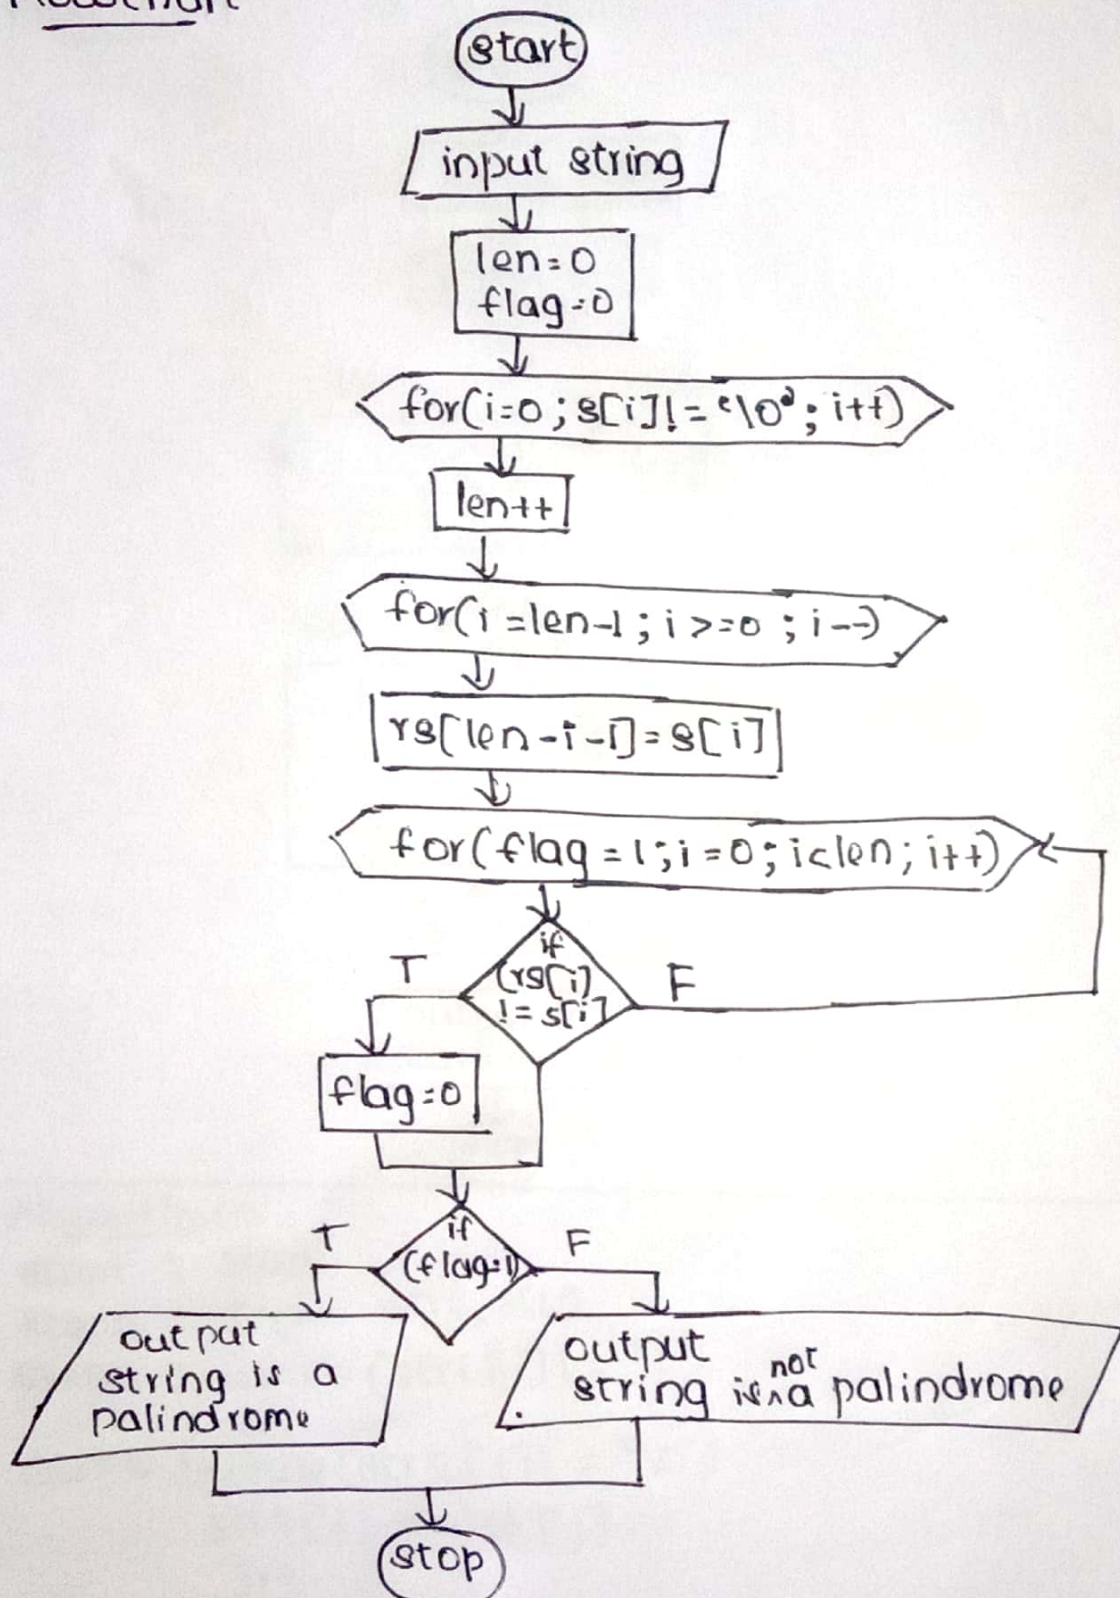 Flowchart
start
input string
len=0
flag=0
for(i=0;s[i]!='\0';i++)
len++
for(i=len-1;i>=0;i--)
rs[len-i-1]=s[i]
for(flag=1;i=0;i<len;i++)
if
(rs[i]
!=s[i]
T
F
flag=0
if
(flag=1)
T
F
output
string is a
palindrome
output
string is not a palindrome
stop